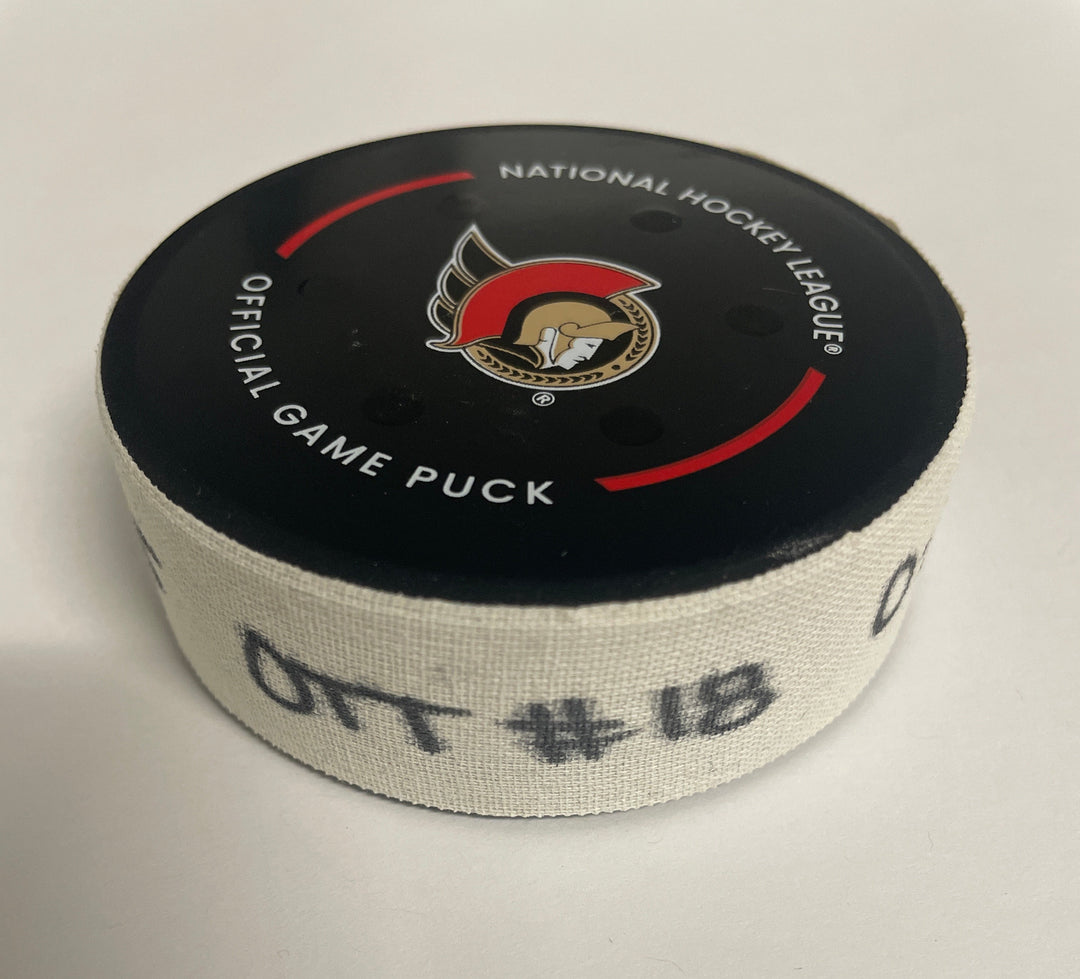 NATIONAL HOCKEY LEAGUE®
OFFICIAL GAME PUCK
®
OTT #18